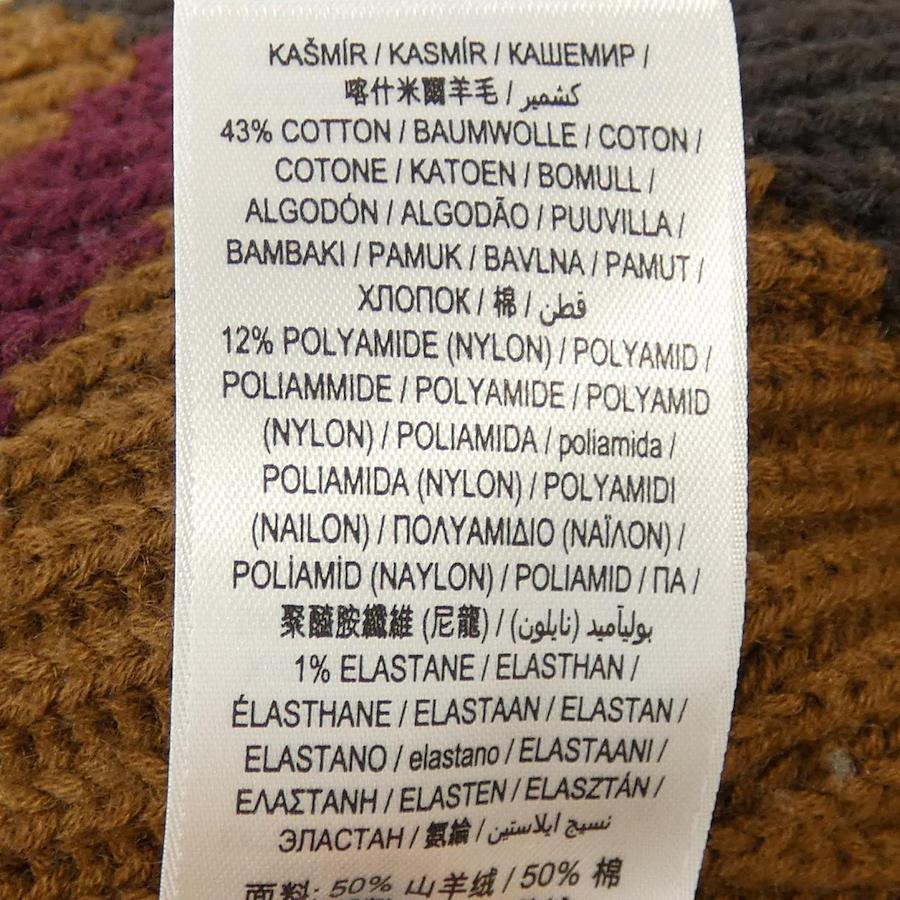 KAŠMÍR / KASMÍR / КАШЕМИР /
喀什米爾羊毛 / كشمير
43% COTTON / BAUMWOLLE / COTON /
COTONE / KATOEN / BOMULL /
ALGODÓN / ALGODÃO / PUUVILLA /
BAMBAKI / PAMUK / BAVLNA / PAMUT /
ХЛОПОК / 棉 / قطن
12% POLYAMIDE (NYLON) / POLYAMID /
POLIAMMIDE / POLYAMIDE / POLYAMID
(NYLON) / POLIAMIDA / poliamida /
POLIAMIDA (NYLON) / POLYAMIDI
(NAILON) / ΠΟΛΥΑΜΙΔΙΟ (ΝΑΪΛΟΝ) /
POLİAMİD (NAYLON) / POLIAMID / ПА /
聚醯胺纖維 (尼龍) / بوليآميد (نايلون)
1% ELASTANE / ELASTHAN /
ÉLASTHANE / ELASTAAN / ELASTAN /
ELASTANO / elastano / ELASTAANI /
ΕΛΑΣΤΑΝΗ / ELASTEN / ELASZTÁN /
ЭЛАСТАН / 氨綸 / نسيج ايلاستين
面料: 50% 山羊绒 / 50% 棉